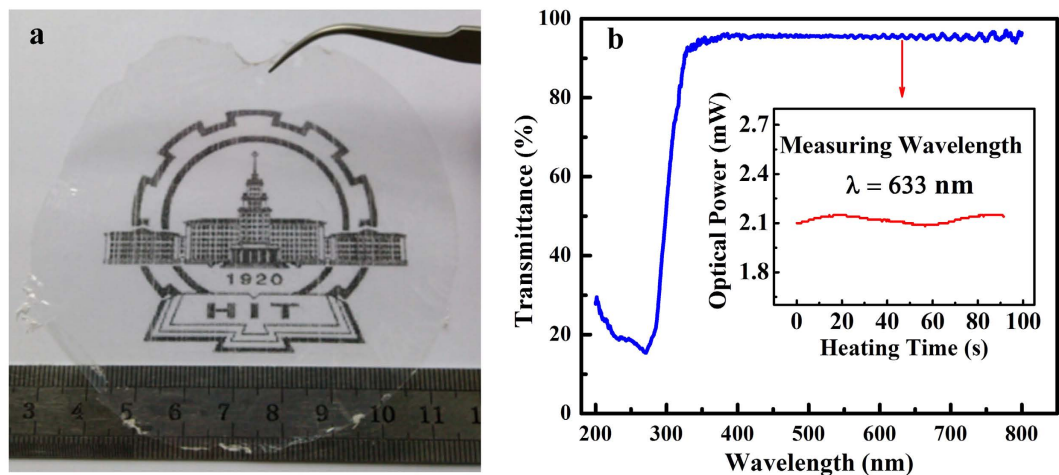 a
1920
HIT
3 4 5 6 7 8 9 10 11
b
Transmittance (%)
100
80
60
40
20
0
200 300 400 500 600 700 800
Wavelength (nm)
Optical Power (mW)
2.7
2.4
2.1
1.8
Measuring Wavelength
λ = 633 nm
0 20 40 60 80 100
Heating Time (s)